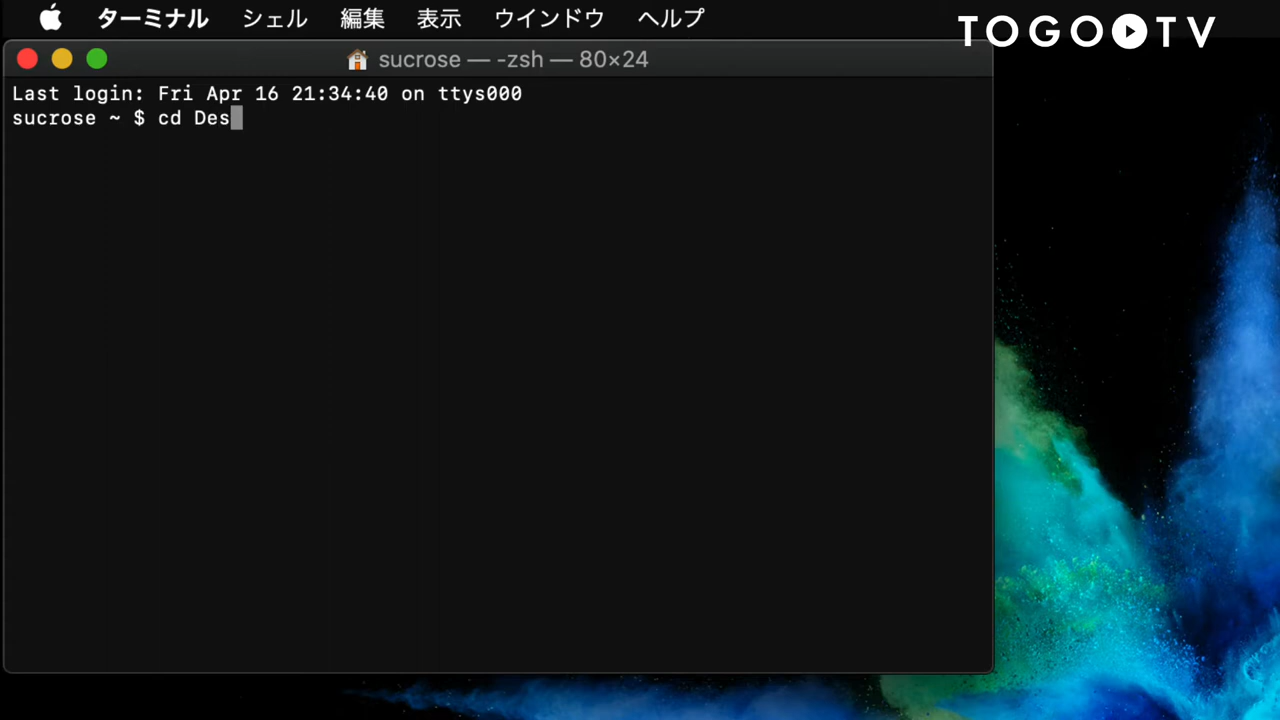 ターミナル シェル 編集 表示 ウインドウ ヘルプ
TOGO TV
sucrose — -zsh — 80×24
Last login: Fri Apr 16 21:34:40 on ttys000
sucrose ~ $ cd Des